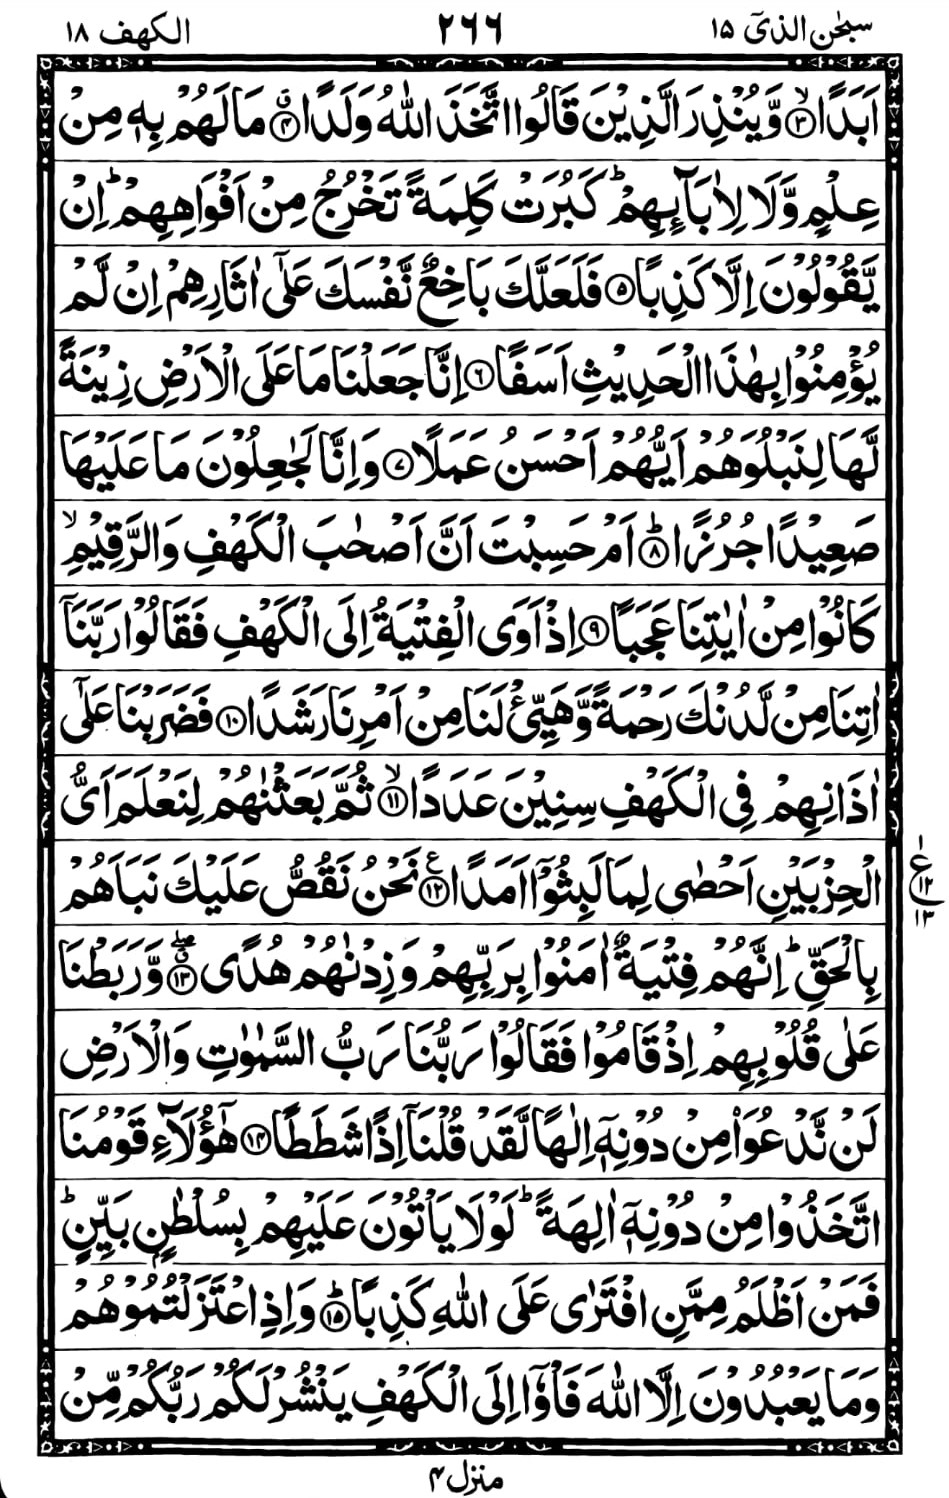 سبحٰن الذیٓ ۱۵
۲۶۶
الکھف ۱۸
اَبَدًا ۙ﴿۳﴾ وَّیُنْذِرَ الَّذِیْنَ قَالُوا اتَّخَذَ اللّٰهُ وَلَدًا ۗ﴿۴﴾ مَا لَهُمْ بِهٖ مِنْ
عِلْمٍ وَّلَا لِاٰبَآىِٕهِمْ ؕ كَبُرَتْ كَلِمَةً تَخْرُجُ مِنْ اَفْوَاهِهِمْ ؕ اِنْ
یَّقُوْلُوْنَ اِلَّا كَذِبًا ﴿۵﴾ فَلَعَلَّكَ بَاخِعٌ نَّفْسَكَ عَلٰۤی اٰثَارِهِمْ اِنْ لَّمْ
یُؤْمِنُوْا بِهٰذَا الْحَدِیْثِ اَسَفًا ﴿۶﴾ اِنَّا جَعَلْنَا مَا عَلَی الْاَرْضِ زِیْنَةً
لَّهَا لِنَبْلُوَهُمْ اَیُّهُمْ اَحْسَنُ عَمَلًا ﴿۷﴾ وَاِنَّا لَجٰعِلُوْنَ مَا عَلَیْهَا
صَعِیْدًا جُرُزًا ؕ﴿۸﴾ اَمْ حَسِبْتَ اَنَّ اَصْحٰبَ الْكَهْفِ وَالرَّقِیْمِ ۙ
كَانُوْا مِنْ اٰیٰتِنَا عَجَبًا ﴿۹﴾ اِذْ اَوَی الْفِتْیَةُ اِلَی الْكَهْفِ فَقَالُوْا رَبَّنَاۤ
اٰتِنَا مِنْ لَّدُنْكَ رَحْمَةً وَّهَیِّئْ لَنَا مِنْ اَمْرِنَا رَشَدًا ﴿۱۰﴾ فَضَرَبْنَا عَلٰۤی
اٰذَانِهِمْ فِی الْكَهْفِ سِنِیْنَ عَدَدًا ۙ﴿۱۱﴾ ثُمَّ بَعَثْنٰهُمْ لِنَعْلَمَ اَیُّ
الْحِزْبَیْنِ اَحْصٰی لِمَا لَبِثُوْۤا اَمَدًا ﴿۱۲﴾ نَحْنُ نَقُصُّ عَلَیْكَ نَبَاَهُمْ
ع
۱۲
۱۳
بِالْحَقِّ ؕ اِنَّهُمْ فِتْیَةٌ اٰمَنُوْا بِرَبِّهِمْ وَزِدْنٰهُمْ هُدًی ۖ﴿۱۳﴾ وَّرَبَطْنَا
عَلٰی قُلُوْبِهِمْ اِذْ قَامُوْا فَقَالُوْا رَبُّنَا رَبُّ السَّمٰوٰتِ وَالْاَرْضِ
لَنْ نَّدْعُوَا۟ مِنْ دُوْنِهٖۤ اِلٰهًا لَّقَدْ قُلْنَاۤ اِذًا شَطَطًا ﴿۱۴﴾ هٰۤؤُلَآءِ قَوْمُنَا
اتَّخَذُوْا مِنْ دُوْنِهٖۤ اٰلِهَةً ؕ لَوْلَا یَاْتُوْنَ عَلَیْهِمْ بِسُلْطٰنٍۭ بَیِّنٍ ؕ
فَمَنْ اَظْلَمُ مِمَّنِ افْتَرٰی عَلَی اللّٰهِ كَذِبًا ؕ﴿۱۵﴾ وَاِذِ اعْتَزَلْتُمُوْهُمْ
وَمَا یَعْبُدُوْنَ اِلَّا اللّٰهَ فَاْوٗۤا اِلَی الْكَهْفِ یَنْشُرْ لَكُمْ رَبُّكُمْ مِّنْ
منزل ۴